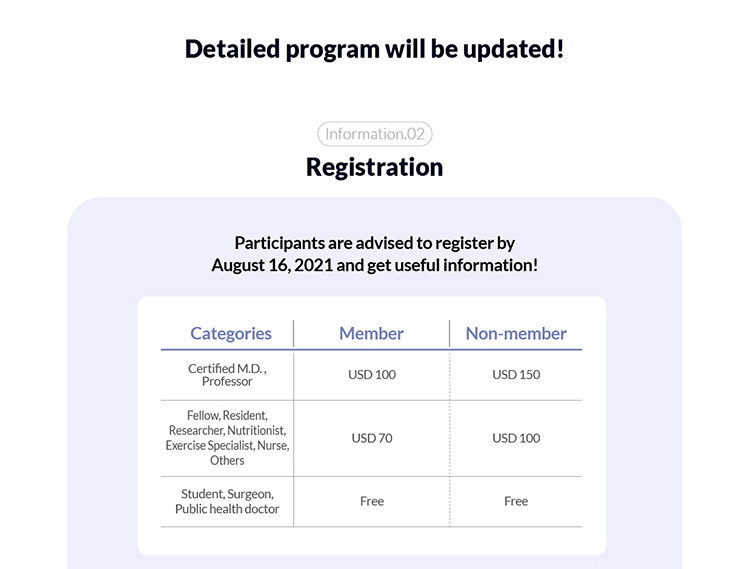 Detailed program will be updated!
Information.02
Registration
Participants are advised to register by
August 16, 2021 and get useful information!
Categories Member Non-member
Certified M.D. ,
Professor
USD 100 USD 150
Fellow, Resident,
Researcher, Nutritionist,
Exercise Specialist, Nurse,
Others
USD 70 USD 100
Student, Surgeon,
Public health doctor
Free Free